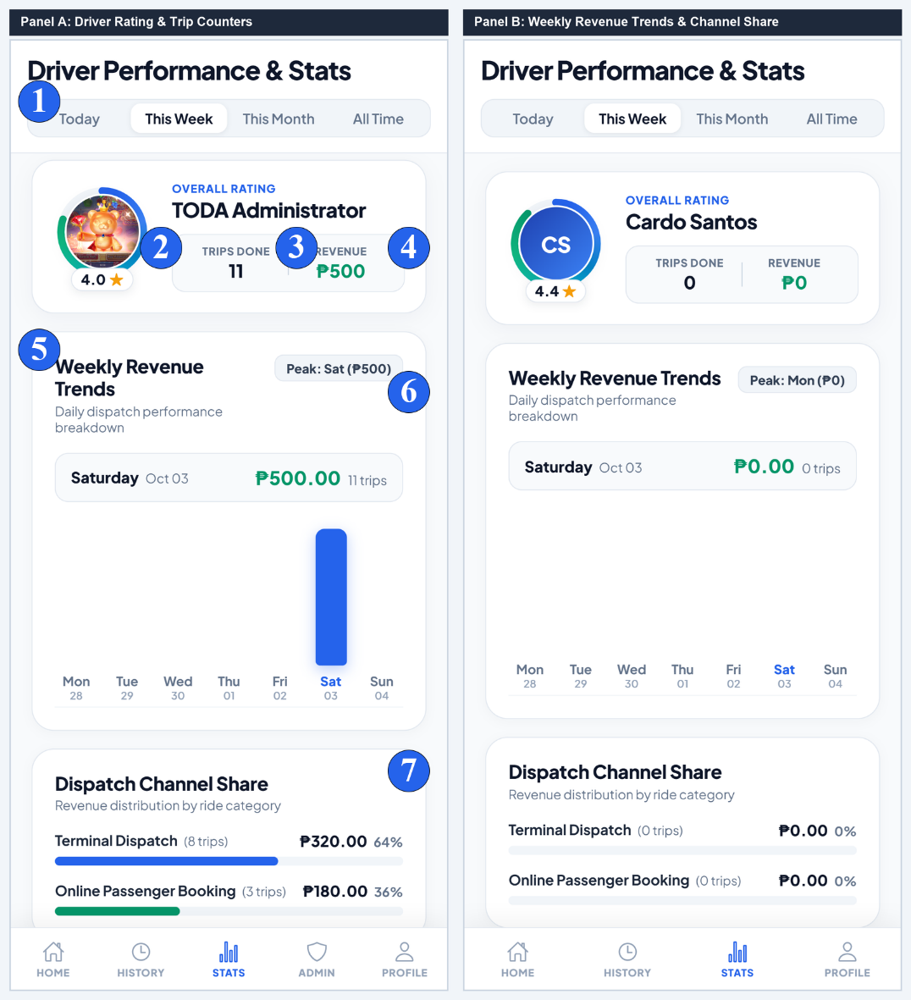 Panel A: Driver Rating & Trip Counters
Driver Performance & Stats
1
Today This Week This Month All Time
OVERALL RATING
TODA Administrator
2 TRIPS DONE 3 REVENUE 4
11 ₱500
4.0
5
Weekly Revenue
Trends
Peak: Sat (₱500)
6
Daily dispatch performance
breakdown
Saturday Oct 03 ₱500.00 11 trips
Mon Tue Wed Thu Fri Sat Sun
28 29 30 01 02 03 04
7
Dispatch Channel Share
Revenue distribution by ride category
Terminal Dispatch (8 trips) ₱320.00 64%
Online Passenger Booking (3 trips) ₱180.00 36%
HOME HISTORY STATS ADMIN PROFILE
Panel B: Weekly Revenue Trends & Channel Share
Driver Performance & Stats
Today This Week This Month All Time
OVERALL RATING
Cardo Santos
CS
TRIPS DONE REVENUE
0 ₱0
4.4
Weekly Revenue Trends Peak: Mon (₱0)
Daily dispatch performance
breakdown
Saturday Oct 03 ₱0.00 0 trips
Mon Tue Wed Thu Fri Sat Sun
28 29 30 01 02 03 04
Dispatch Channel Share
Revenue distribution by ride category
Terminal Dispatch (0 trips) ₱0.00 0%
Online Passenger Booking (0 trips) ₱0.00 0%
HOME HISTORY STATS PROFILE